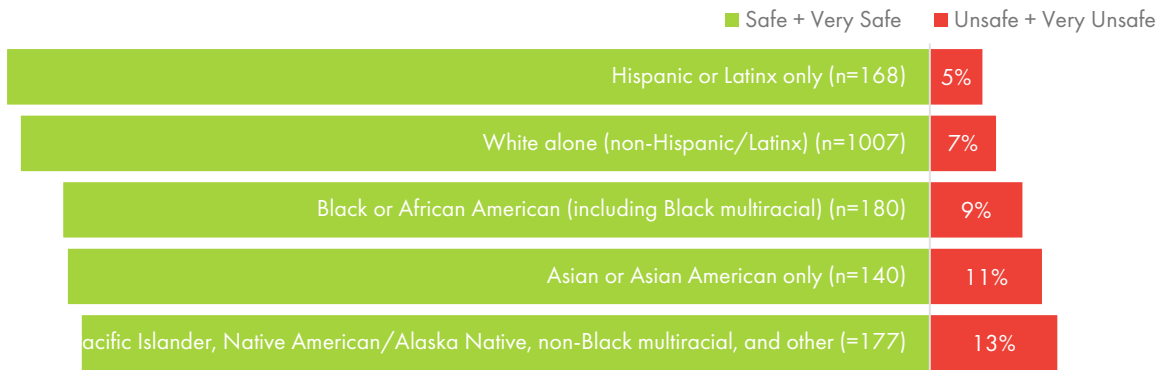 Safe + Very Safe Unsafe + Very Unsafe
Hispanic or Latinx only (n=168) 5%
White alone (non-Hispanic/Latinx) (n=1007) 7%
Black or African American (including Black multiracial) (n=180) 9%
Asian or Asian American only (n=140) 11%
acific Islander, Native American/Alaska Native, non-Black multiracial, and other (=177) 13%